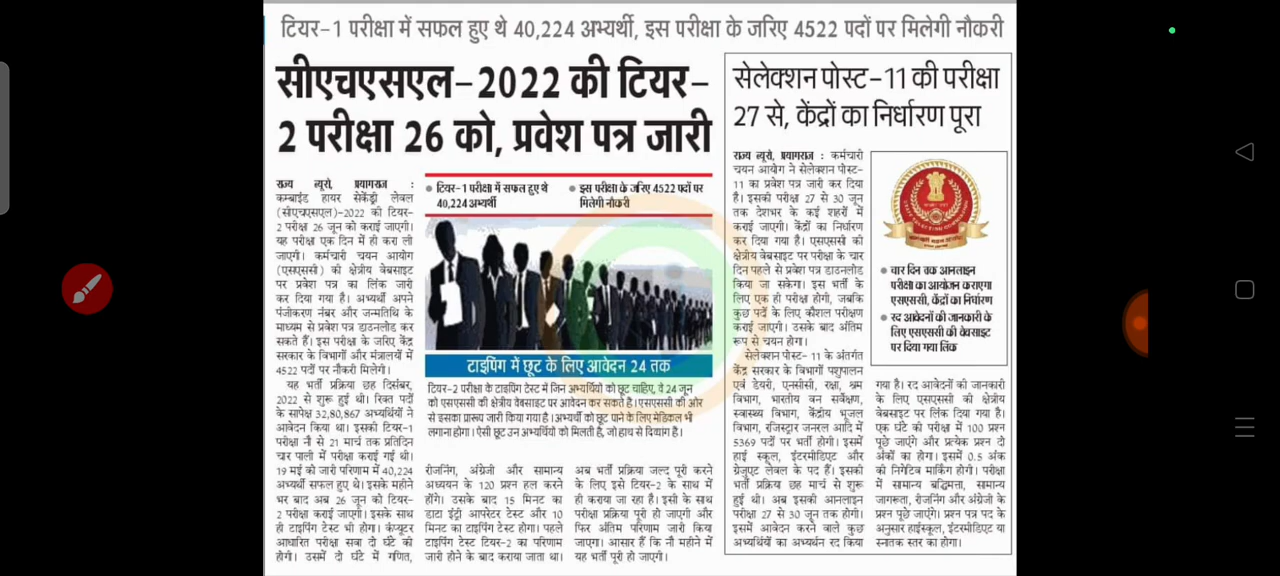 टियर-1 परीक्षा में सफल हुए थे 40,224 अभ्यर्थी, इस परीक्षा के जरिए 4522 पदों पर मिलेगी नौकरी
सीएचएसएल-2022 की टियर-
2 परीक्षा 26 को, प्रवेश पत्र जारी
राज्य ब्यूरो, प्रयागराज :
कम्बाईंड हायर सेकेंड्री लेवल
(सीएचएसएल)-2022 की टियर-
2 परीक्षा 26 जून को कराई जाएगी।
यह परीक्षा एक दिन में ही करा ली
जाएगी। कर्मचारी चयन आयोग
(एसएससी) की क्षेत्रीय वेबसाइट
पर प्रवेश पत्र का लिंक जारी
कर दिया गया है। अभ्यर्थी अपने
पंजीकरण नंबर और जन्मतिथि के
माध्यम से प्रवेश पत्र डाउनलोड कर
सकते हैं। इस परीक्षा के जरिए केंद्र
सरकार के विभागों और मंत्रालयों में
4522 पदों पर नौकरी मिलेगी।
यह भर्ती प्रक्रिया छह दिसंबर,
2022 से शुरू हुई थी। रिक्त पदों
के सापेक्ष 32,80,867 अभ्यर्थियों ने
आवेदन किया था। इसकी टियर-1
परीक्षा नौ से 21 मार्च तक प्रतिदिन
चार पाली में परीक्षा कराई गई थी।
19 मई को जारी परिणाम में 40,224
अभ्यर्थी सफल हुए थे। इसके महीने
भर बाद अब 26 जून को टियर-
2 परीक्षा कराई जाएगी। इसके साथ
ही टाइपिंग टेस्ट भी होगा। कंप्यूटर
आधारित परीक्षा सवा दो घंटे की
होगी। उसमें दो घंटे में गणित,
● टियर-1 परीक्षा में सफल हुए थे
40,224 अभ्यर्थी
● इस परीक्षा के जरिए 4522 पदों पर
मिलेगी नौकरी
टाइपिंग में छूट के लिए आवेदन 24 तक
टियर-2 परीक्षा के टाइपिंग टेस्ट में जिन अभ्यर्थियों को छूट चाहिए, वे 24 जून
को एसएससी की क्षेत्रीय वेबसाइट पर आवेदन कर सकते हैं। एसएससी की ओर
से इसका प्रारूप जारी किया गया है। अभ्यर्थी को छूट पाने के लिए मेडिकल भी
लगाना होगा। ऐसी छूट उन अभ्यर्थियों को मिलती है, जो हाथ से दिव्यांग है।
रीजनिंग, अंग्रेजी और सामान्य
अध्ययन के 120 प्रश्न हल करने
होंगे। उसके बाद 15 मिनट का
डाटा इंट्री आपरेटर टेस्ट और 10
मिनट का टाइपिंग टेस्ट होगा। पहले
टाइपिंग टेस्ट टियर-2 का परिणाम
जारी होने के बाद कराया जाता था।
अब भर्ती प्रक्रिया जल्द पूरी करने
के लिए इसे टियर-2 के साथ में
ही कराया जा रहा है। इसी के साथ
परीक्षा प्रक्रिया पूरी हो जाएगी और
फिर अंतिम परिणाम जारी किया
जाएगा। आसार हैं कि नौ महीने में
यह भर्ती पूरी हो जाएगी।
सेलेक्शन पोस्ट-11 की परीक्षा
27 से, केंद्रों का निर्धारण पूरा
राज्य ब्यूरो, प्रयागराज : कर्मचारी
चयन आयोग ने सेलेक्शन पोस्ट-
11 का प्रवेश पत्र जारी कर दिया
है। इसकी परीक्षा 27 से 30 जून
तक देशभर के कई शहरों में
कराई जाएगी। केंद्रों का निर्धारण
कर दिया गया है। एसएससी की
क्षेत्रीय वेबसाइट पर परीक्षा के चार
दिन पहले से प्रवेश पत्र डाउनलोड
किया जा सकेगा। इस भर्ती के
लिए एक ही परीक्षा होगी, जबकि
कुछ पदों के लिए कौशल परीक्षण
कराई जाएगी। उसके बाद अंतिम
रूप से चयन होगा।
सेलेक्शन पोस्ट- 11 के अंतर्गत
केंद्र सरकार के विभागों पशुपालन
एवं डेयरी, एनसीसी, रक्षा, श्रम
विभाग, भारतीय वन सर्वेक्षण,
स्वास्थ्य विभाग, केंद्रीय भूजल
विभाग, रजिस्ट्रार जनरल आदि में
5369 पदों पर भर्ती होगी। इसमें
हाई स्कूल, इंटरमीडिएट और
ग्रेजुएट लेवल के पद हैं। इसकी
भर्ती प्रक्रिया छह मार्च से शुरू
हुई थी। अब इसकी आनलाइन
परीक्षा 27 से 30 जून तक होगी।
इसमें आवेदन करने वाले कुछ
अभ्यर्थियों का अभ्यर्थन रद किया
● चार दिन तक आनलाइन
परीक्षा का आयोजन कराएगा
एसएससी, केंद्रों का निर्धारण
● रद आवेदनों की जानकारी के
लिए एसएससी की वेबसाइट
पर दिया गया लिंक
गया है। रद आवेदनों की जानकारी
के लिए एसएससी की क्षेत्रीय
वेबसाइट पर लिंक दिया गया है।
एक घंटे की परीक्षा में 100 प्रश्न
पूछे जाएंगे और प्रत्येक प्रश्न दो
अंकों का होगा। इसमें 0.5 अंक
की निगेटिव मार्किंग होगी। परीक्षा
में सामान्य बुद्धिमत्ता, सामान्य
जागरूता, रीजनिंग और अंग्रेजी के
प्रश्न पूछे जाएंगे। प्रश्न पत्र पद के
अनुसार हाईस्कूल, इंटरमीडिएट या
स्नातक स्तर का होगा।